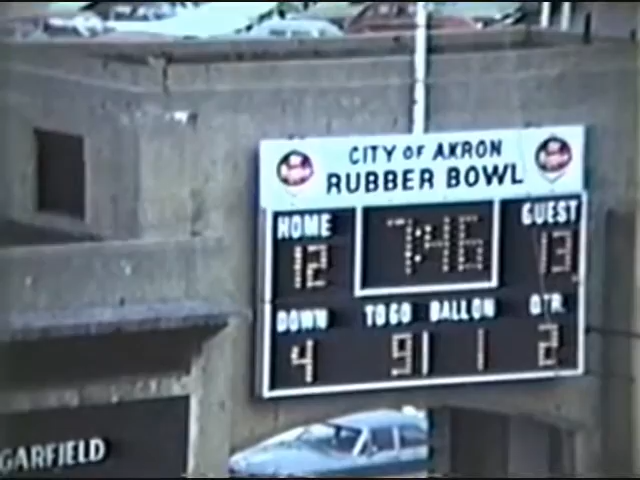 CITY OF AKRON
RUBBER BOWL
HOME GUEST
12 7:46 13
DOWN TO GO BALL ON QTR.
4 9 1 1 2
GARFIELD